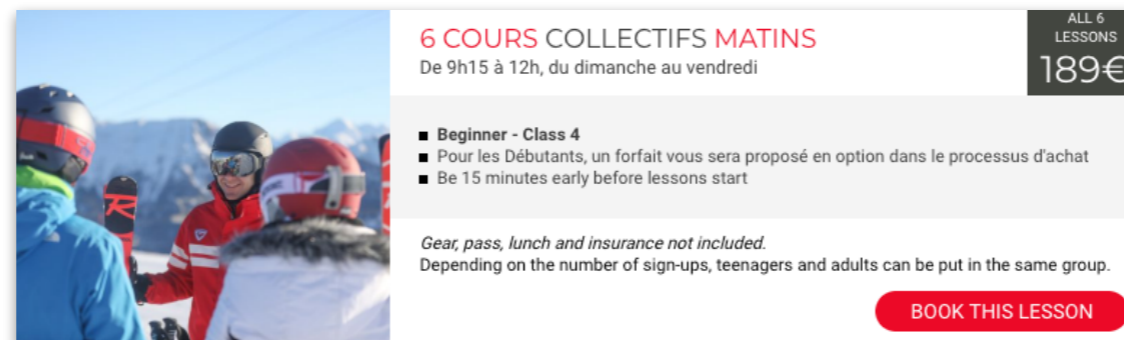 6 COURS COLLECTIFS MATINS
De 9h15 à 12h, du dimanche au vendredi
ALL 6
LESSONS
189€
Beginner - Class 4
Pour les Débutants, un forfait vous sera proposé en option dans le processus d'achat
Be 15 minutes early before lessons start
Gear, pass, lunch and insurance not included.
Depending on the number of sign-ups, teenagers and adults can be put in the same group.
BOOK THIS LESSON